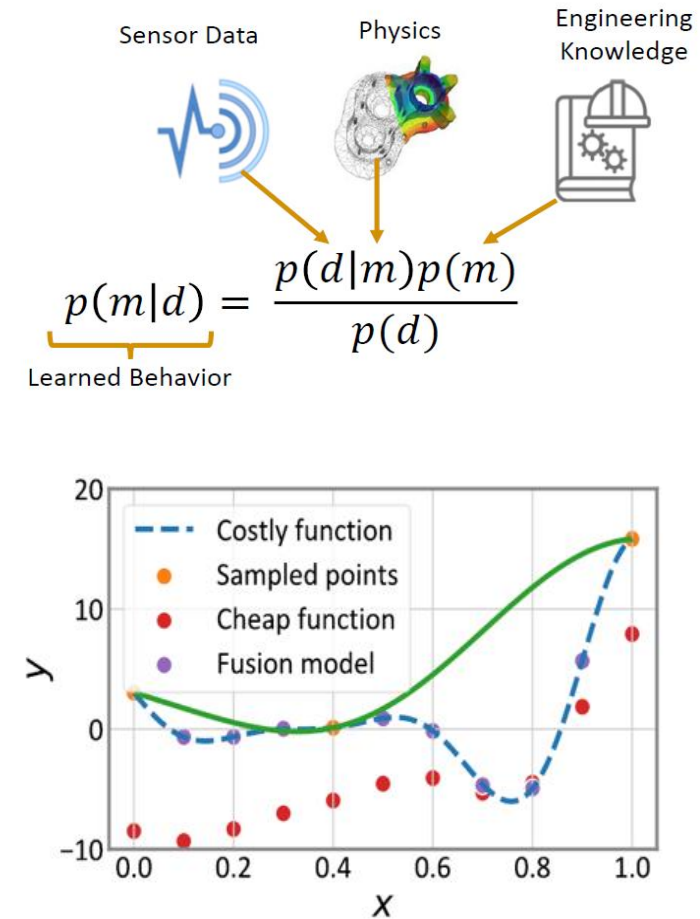 Sensor Data
Physics
Engineering
Knowledge
p(m|d) = p(d|m)p(m) / p(d)
Learned Behavior
20
10
0
−10
y
Costly function
Sampled points
Cheap function
Fusion model
0.0 0.2 0.4 0.6 0.8 1.0
x